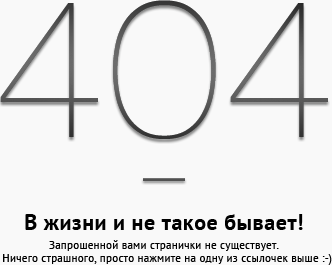 404
В жизни и не такое бывает!
Запрошенной вами странички не существует.
Ничего страшного, просто нажмите на одну из ссылочек выше :-)